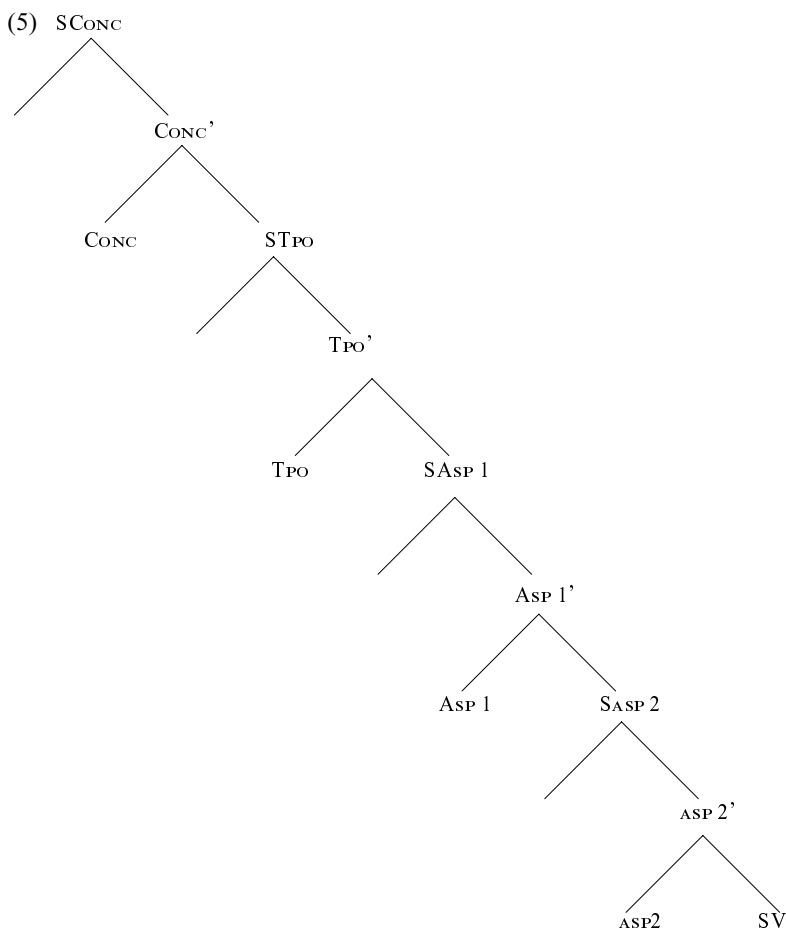 (5) SCONC
CONC'
CONC STPO
TPO'
TPO SASP 1
ASP 1'
ASP 1 SASP 2
ASP 2'
ASP2 SV